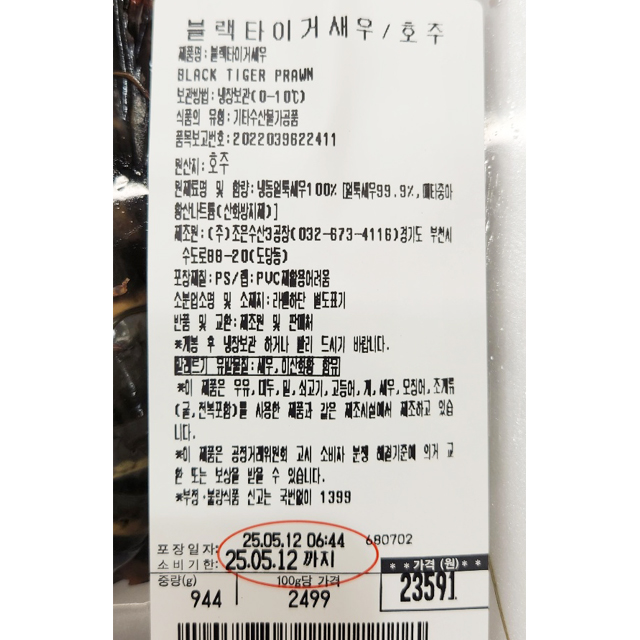 블랙타이거새우/호주
제품명:블랙타이거새우
BLACK TIGER PRAWN
보관방법:냉장보관(0-10℃)
식품의 유형:기타수산물가공품
품목보고번호:2022039622411
원산지:호주
원재료명 및 함량:냉동얼룩새우100% [얼룩새우99.9%,메타중아
황산나트륨(산화방지제)]
제조원:(주)조은수산3공장(032-673-4116)경기도 부천시
수도로88-20(도당동)
포장재질:PS/랩:PVC재활용어려움
소분업소명 및 소재지:라벨하단 별도표기
반품 및 교환:제조원 및 판매처
*개봉 후 냉장보관 하거나 빨리 드시기 바랍니다.
알레르기 유발물질:새우,이산화황 함유
*이 제품은 우유,대두,밀,쇠고기,고등어,게,새우,오징어,조개류
(굴,전복포함)를 사용한 제품과 같은 제조시설에서 제조하고 있습
니다.
*이 제품은 공정거래위원회 고시 소비자 분쟁 해결기준에 의거 교
환 또는 보상을 받을 수 있습니다.
*부정·불량식품 신고는 국번없이 1399
포장일자: 25.05.12 06:44 680702
소비기한: 25.05.12 까지
중량(g) 100g당 가격 **가격 (원)**
944 2499 23591